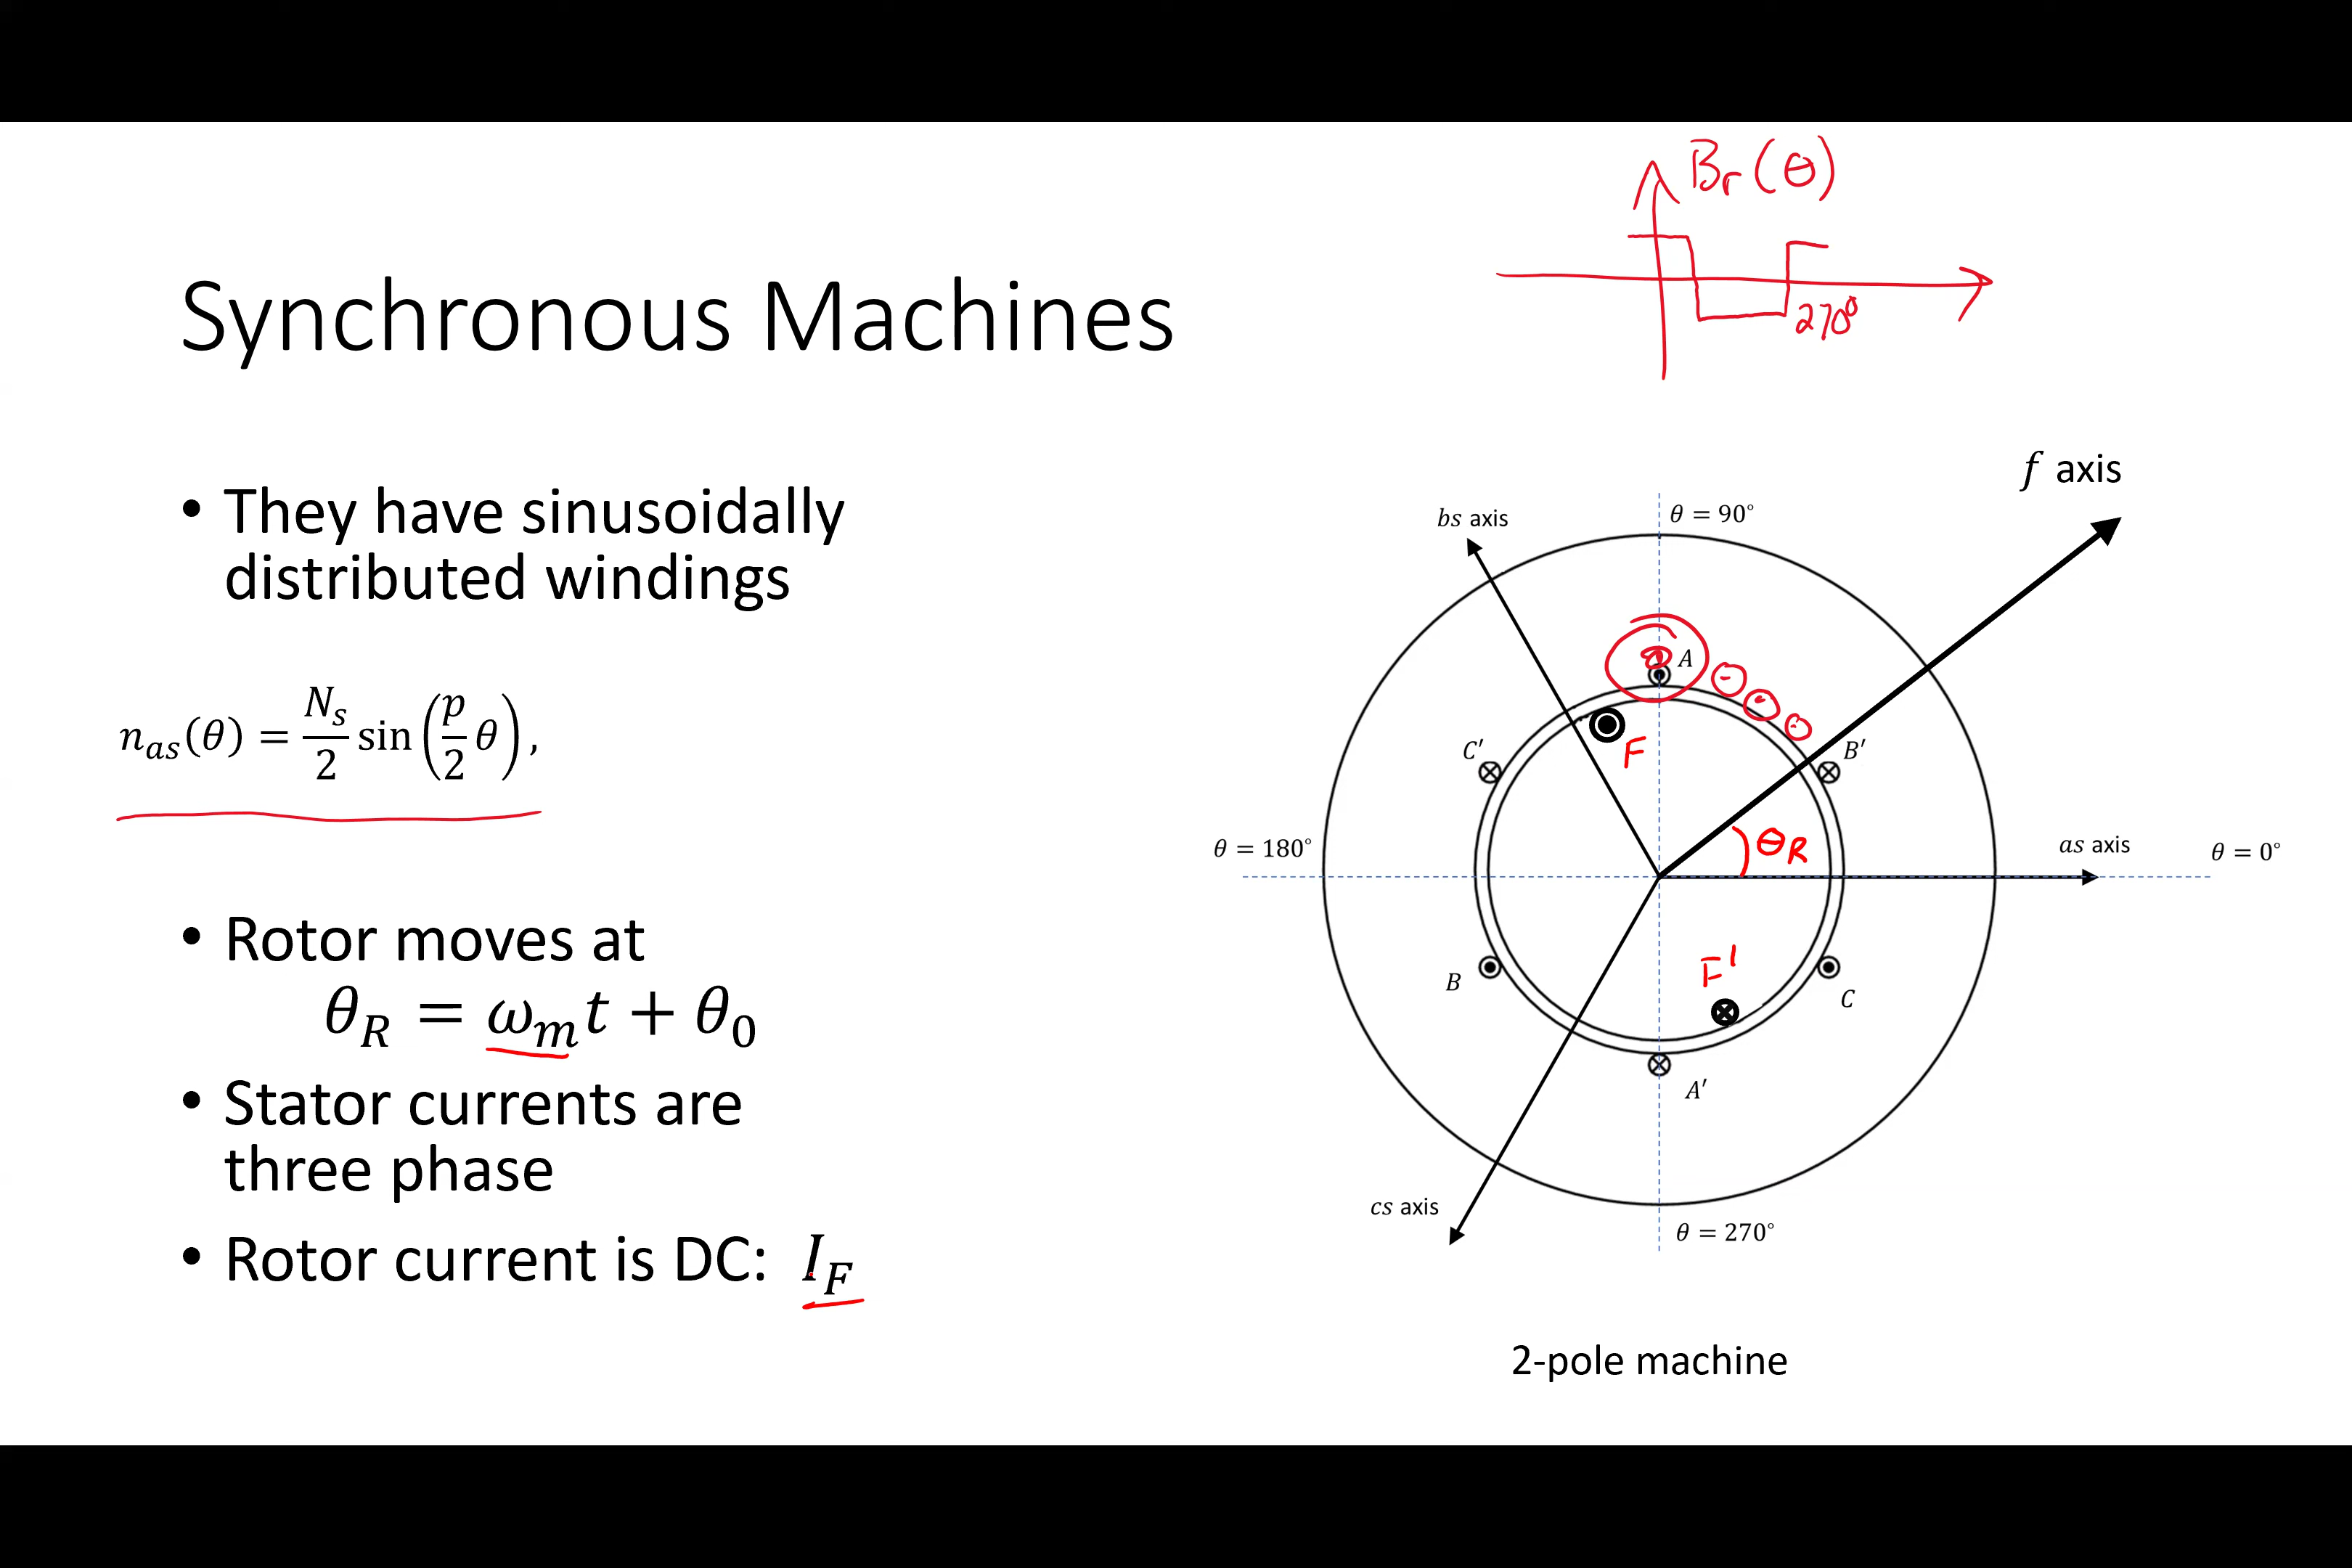 Synchronous Machines
• They have sinusoidally
distributed windings
n_as(θ) = N_s/2 sin(p/2 θ),
• Rotor moves at
θ_R = ω_m t + θ_0
• Stator currents are
three phase
• Rotor current is DC: I_F
B_r(θ)
270°
f axis
bs axis
θ = 90°
A
F
C′
B′
θ_R
θ = 180°
as axis
θ = 0°
F'
B
C
A′
cs axis
θ = 270°
2-pole machine